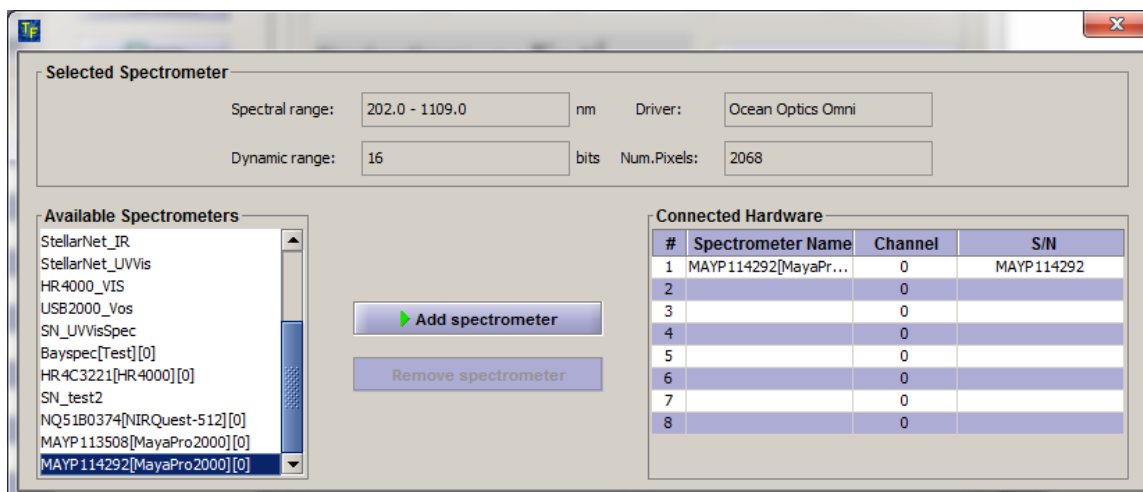 TF
Selected Spectrometer
Spectral range: 202.0 - 1109.0 nm Driver: Ocean Optics Omni
Dynamic range: 16 bits Num.Pixels: 2068
Available Spectrometers
StellarNet_IR
StellarNet_UVVis
HR4000_VIS
USB2000_Vos
SN_UVVisSpec
Bayspec[Test][0]
HR4C3221[HR4000][0]
SN_test2
NQ51B0374[NIRQuest-512][0]
MAYP113508[MayaPro2000][0]
MAYP114292[MayaPro2000][0]
Add spectrometer
Remove spectrometer
Connected Hardware
# Spectrometer Name Channel S/N
1 MAYP114292[MayaPr... 0 MAYP114292
2 0
3 0
4 0
5 0
6 0
7 0
8 0